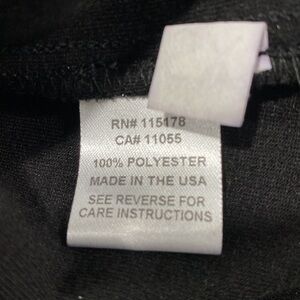 RN# 115178
CA# 11055
100% POLYESTER
MADE IN THE USA
SEE REVERSE FOR
CARE INSTRUCTIONS